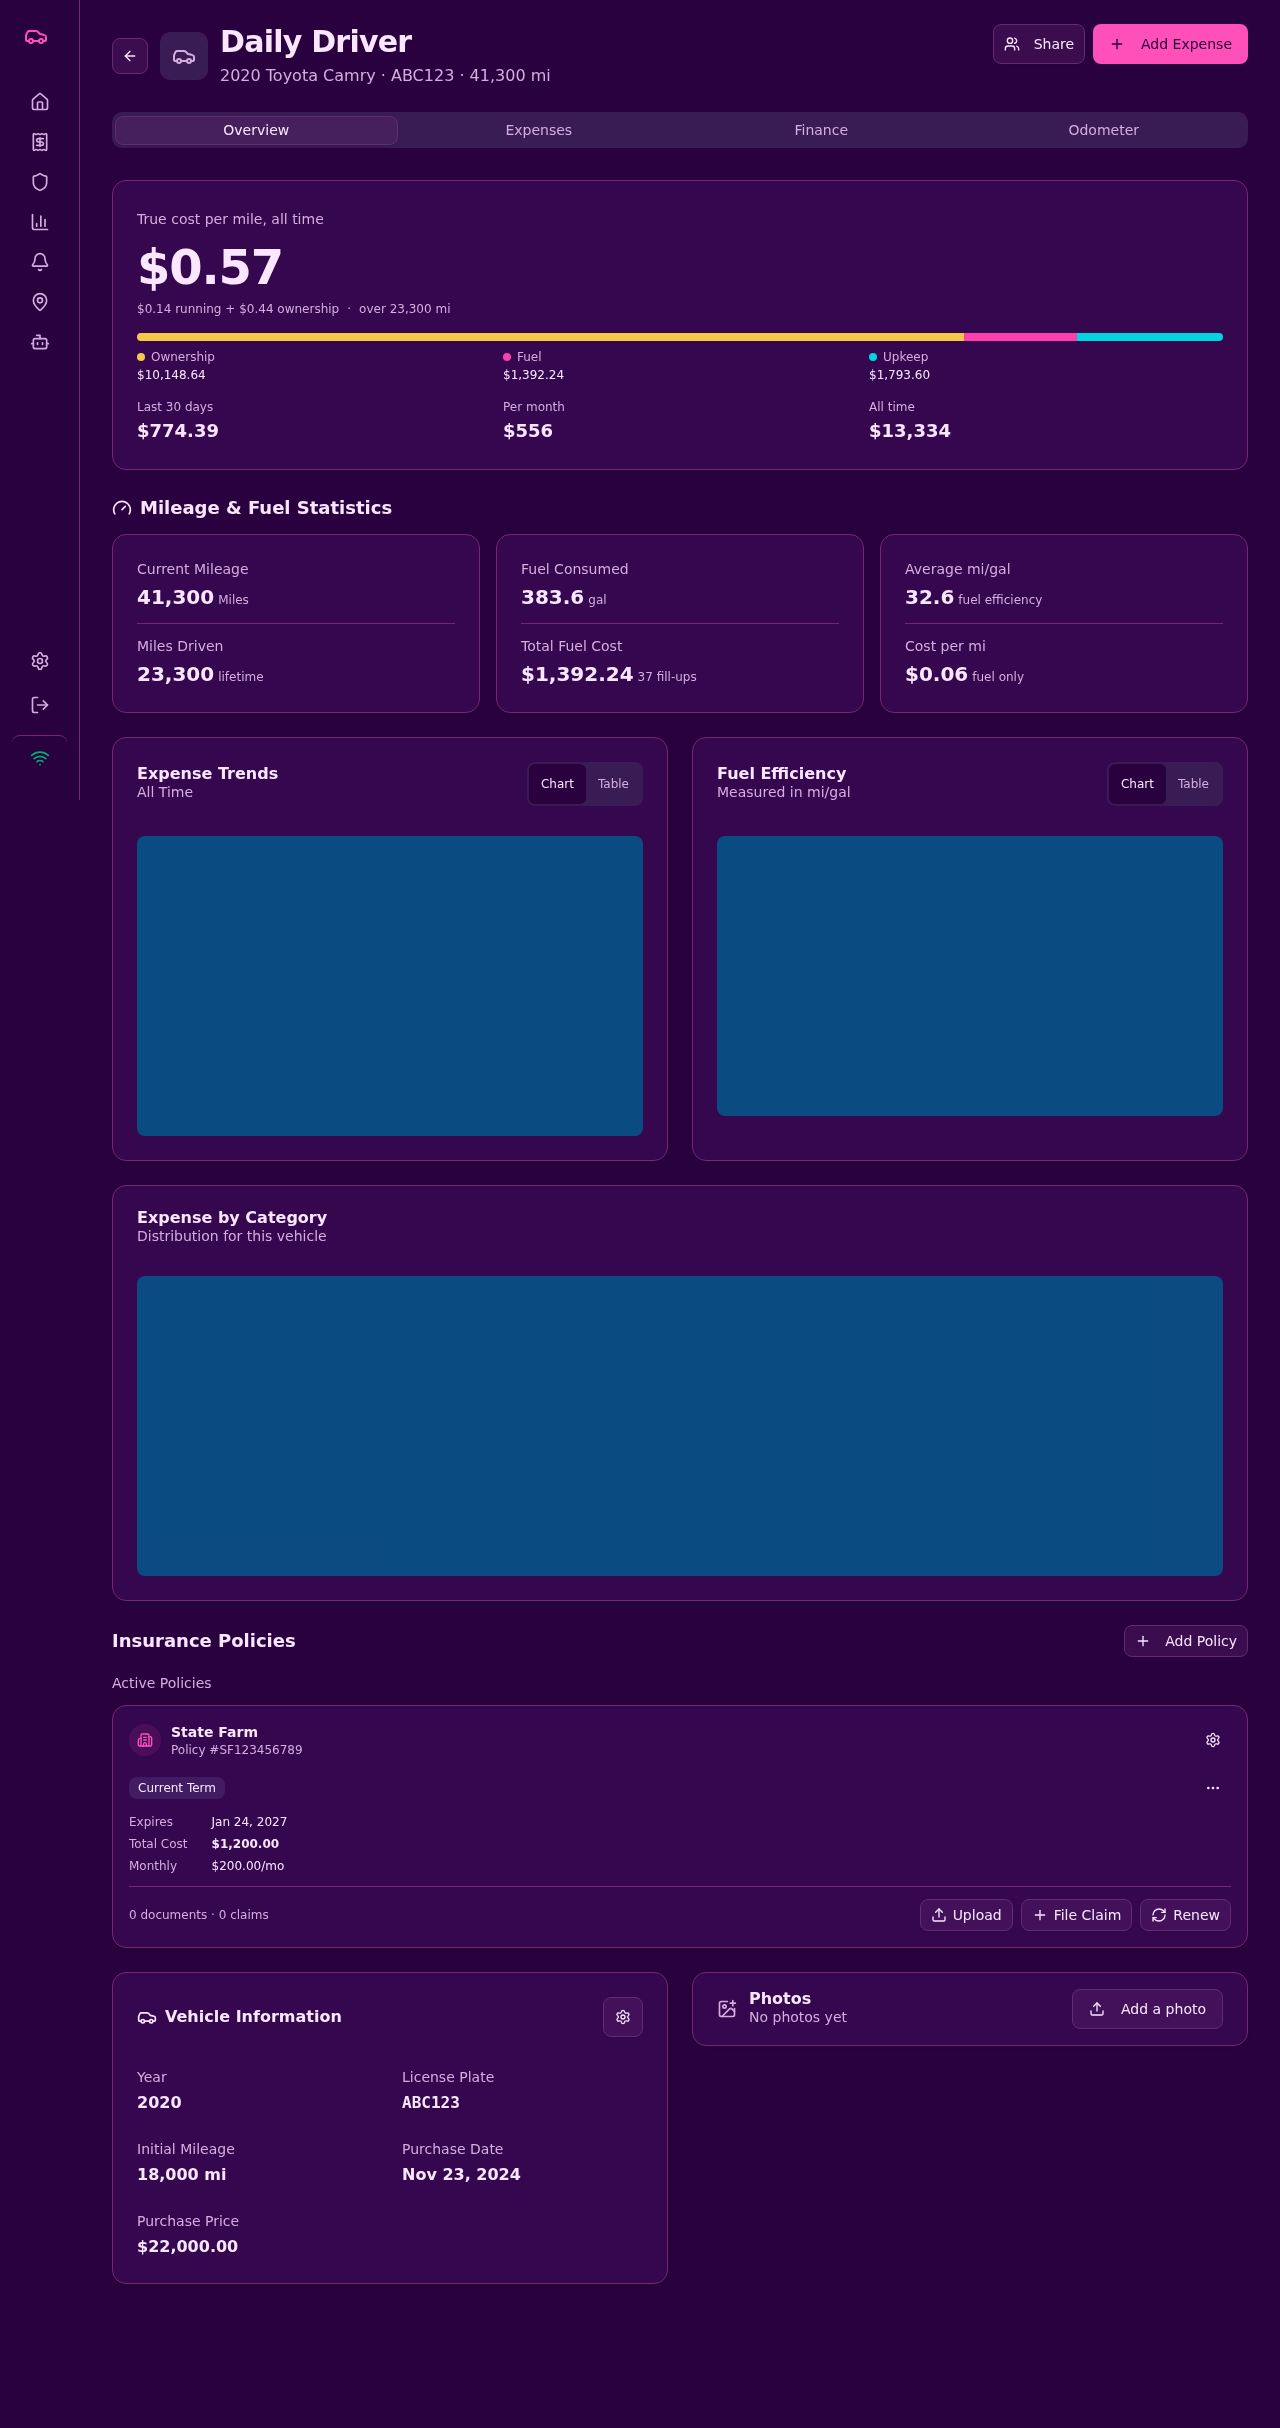 Daily Driver
2020 Toyota Camry · ABC123 · 41,300 mi
Share
Add Expense
Overview
Expenses
Finance
Odometer
True cost per mile, all time
$0.57
$0.14 running + $0.44 ownership · over 23,300 mi
Ownership
$10,148.64
Fuel
$1,392.24
Upkeep
$1,793.60
Last 30 days
$774.39
Per month
$556
All time
$13,334
Mileage & Fuel Statistics
Current Mileage
41,300 Miles
Miles Driven
23,300 lifetime
Fuel Consumed
383.6 gal
Total Fuel Cost
$1,392.24 37 fill-ups
Average mi/gal
32.6 fuel efficiency
Cost per mi
$0.06 fuel only
Expense Trends
All Time
Chart
Table
Fuel Efficiency
Measured in mi/gal
Chart
Table
Expense by Category
Distribution for this vehicle
Insurance Policies
Add Policy
Active Policies
State Farm
Policy #SF123456789
Current Term
Expires Jan 24, 2027
Total Cost $1,200.00
Monthly $200.00/mo
0 documents · 0 claims
Upload
File Claim
Renew
Vehicle Information
Year
2020
License Plate
ABC123
Initial Mileage
18,000 mi
Purchase Date
Nov 23, 2024
Purchase Price
$22,000.00
Photos
No photos yet
Add a photo